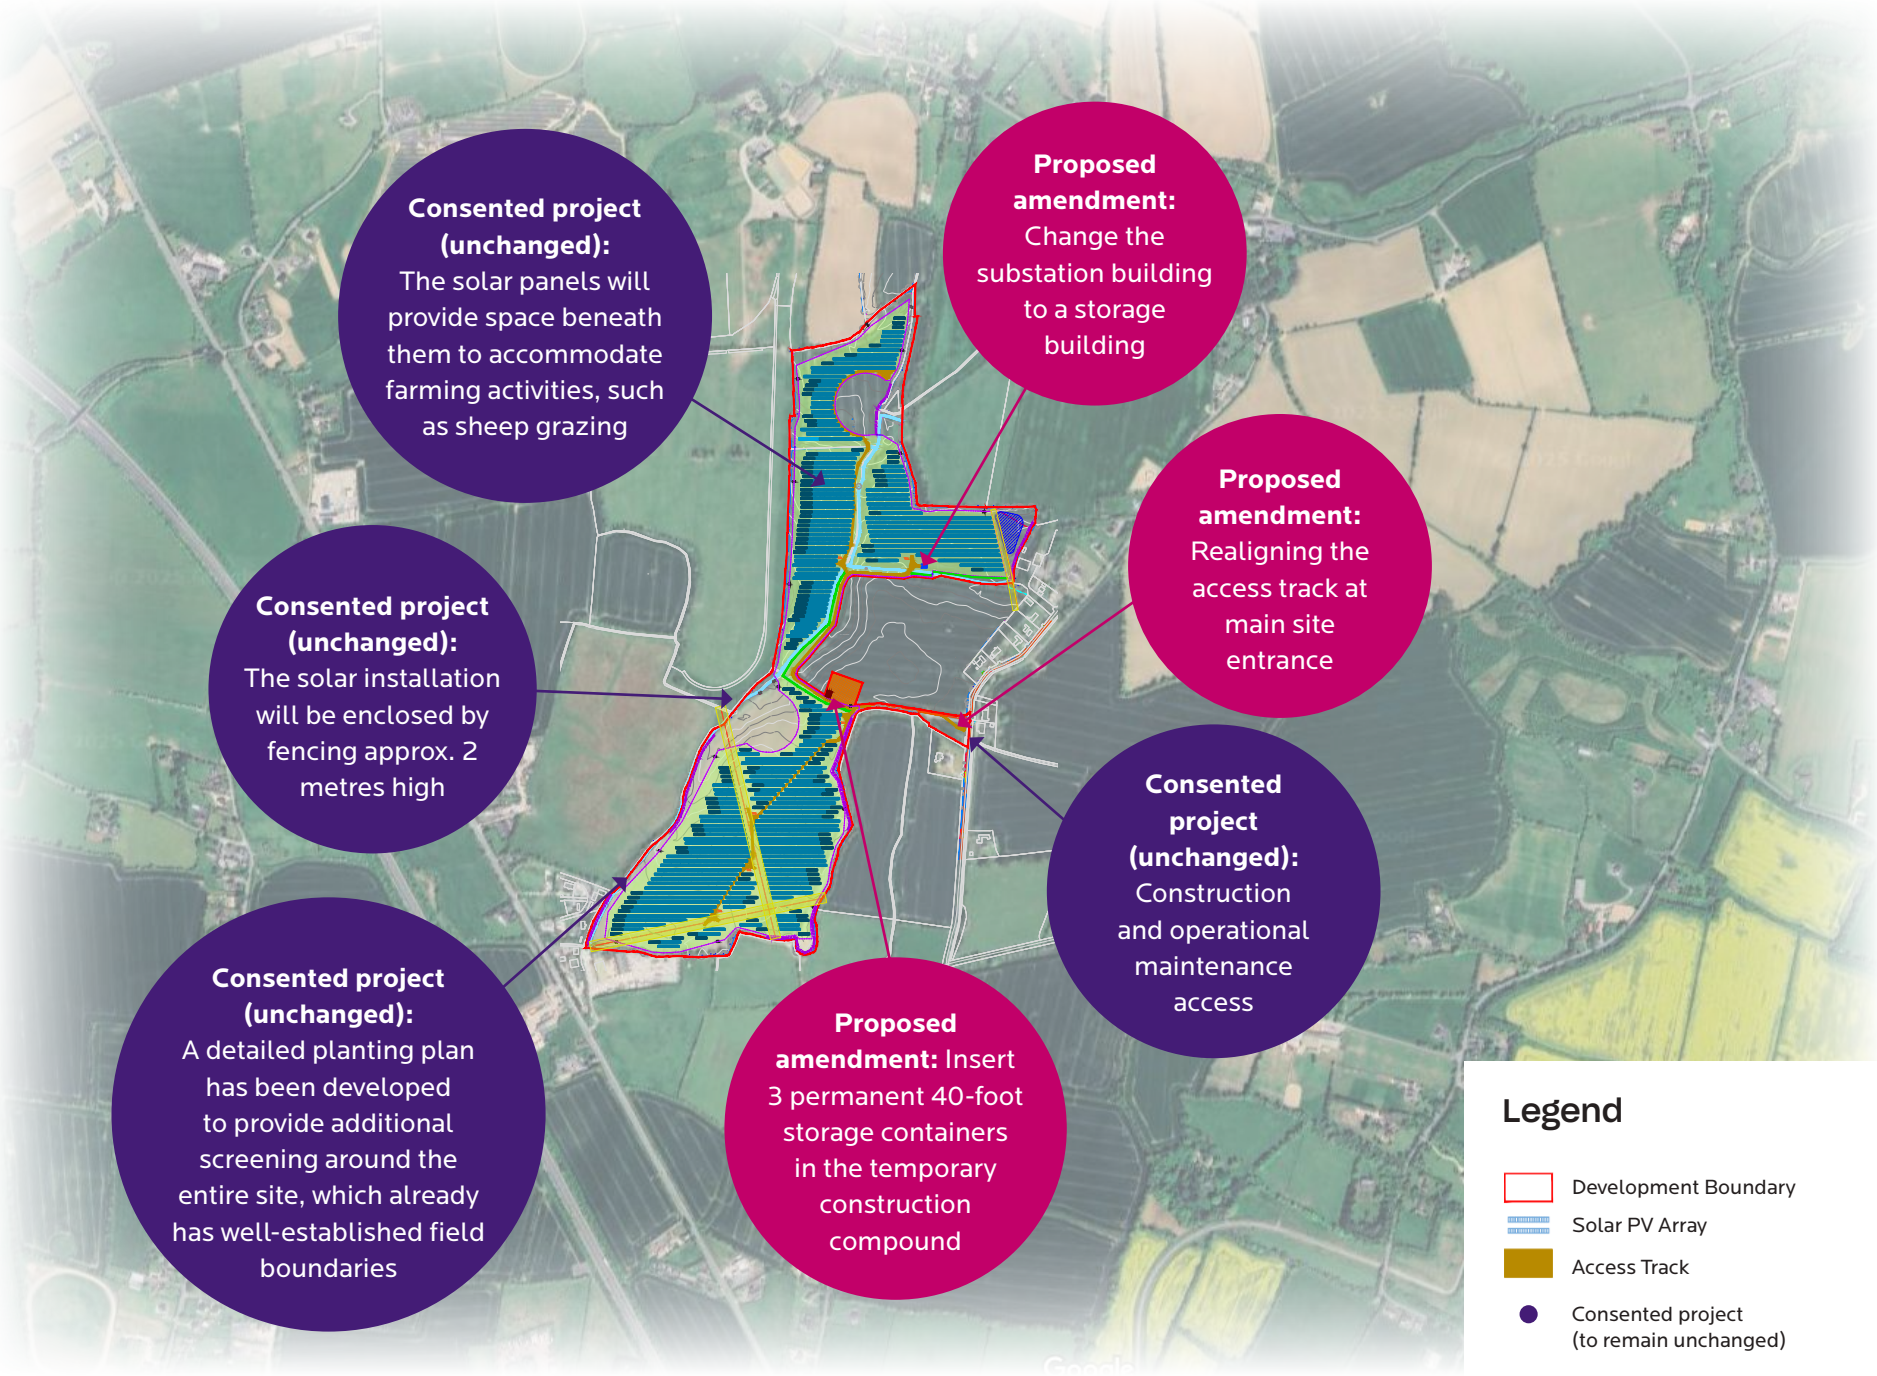 Consented project
(unchanged):
The solar panels will
provide space beneath
them to accommodate
farming activities, such
as sheep grazing
Proposed
amendment:
Change the
substation building
to a storage
building
Proposed
amendment:
Realigning the
access track at
main site
entrance
Consented project
(unchanged):
The solar installation
will be enclosed by
fencing approx. 2
metres high
Consented
project
(unchanged):
Construction
and operational
maintenance
access
Consented project
(unchanged):
A detailed planting plan
has been developed
to provide additional
screening around the
entire site, which already
has well-established field
boundaries
Proposed
amendment: Insert
3 permanent 40-foot
storage containers
in the temporary
construction
compound
Legend
Development Boundary
Solar PV Array
Access Track
Consented project
(to remain unchanged)
Google